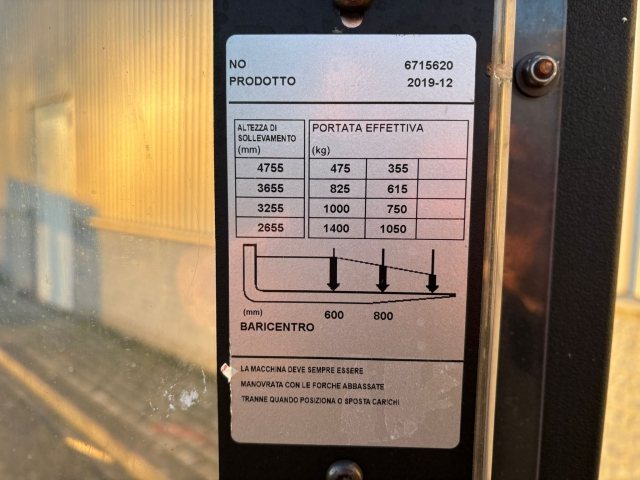 NO 6715620
PRODOTTO 2019-12
ALTEZZA DI
SOLLEVAMENTO
(mm)
PORTATA EFFETTIVA
(kg)
4755 475 355
3655 825 615
3255 1000 750
2655 1400 1050
(mm) 600 800
BARICENTRO
LA MACCHINA DEVE SEMPRE ESSERE
MANOVRATA CON LE FORCHE ABBASSATE
TRANNE QUANDO POSIZIONA O SPOSTA CARICHI